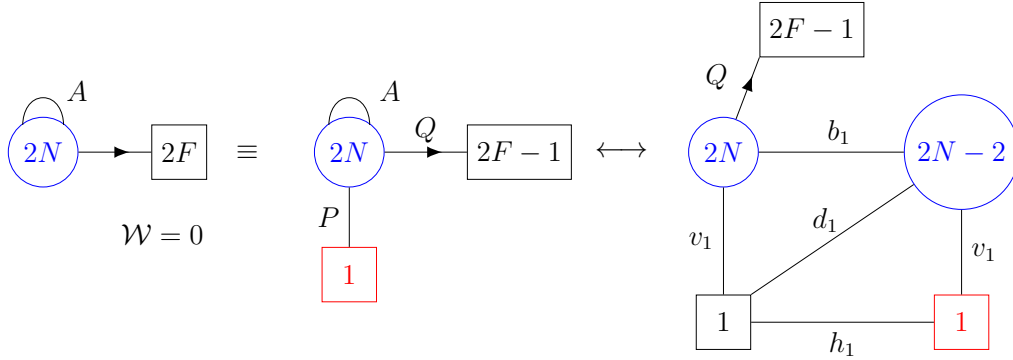 A
2N
2F
≡
𝒲 = 0
A
2N
Q
2F − 1
P
1
⟷
2F − 1
Q
2N
b₁
2N − 2
v₁
d₁
v₁
1
h₁
1